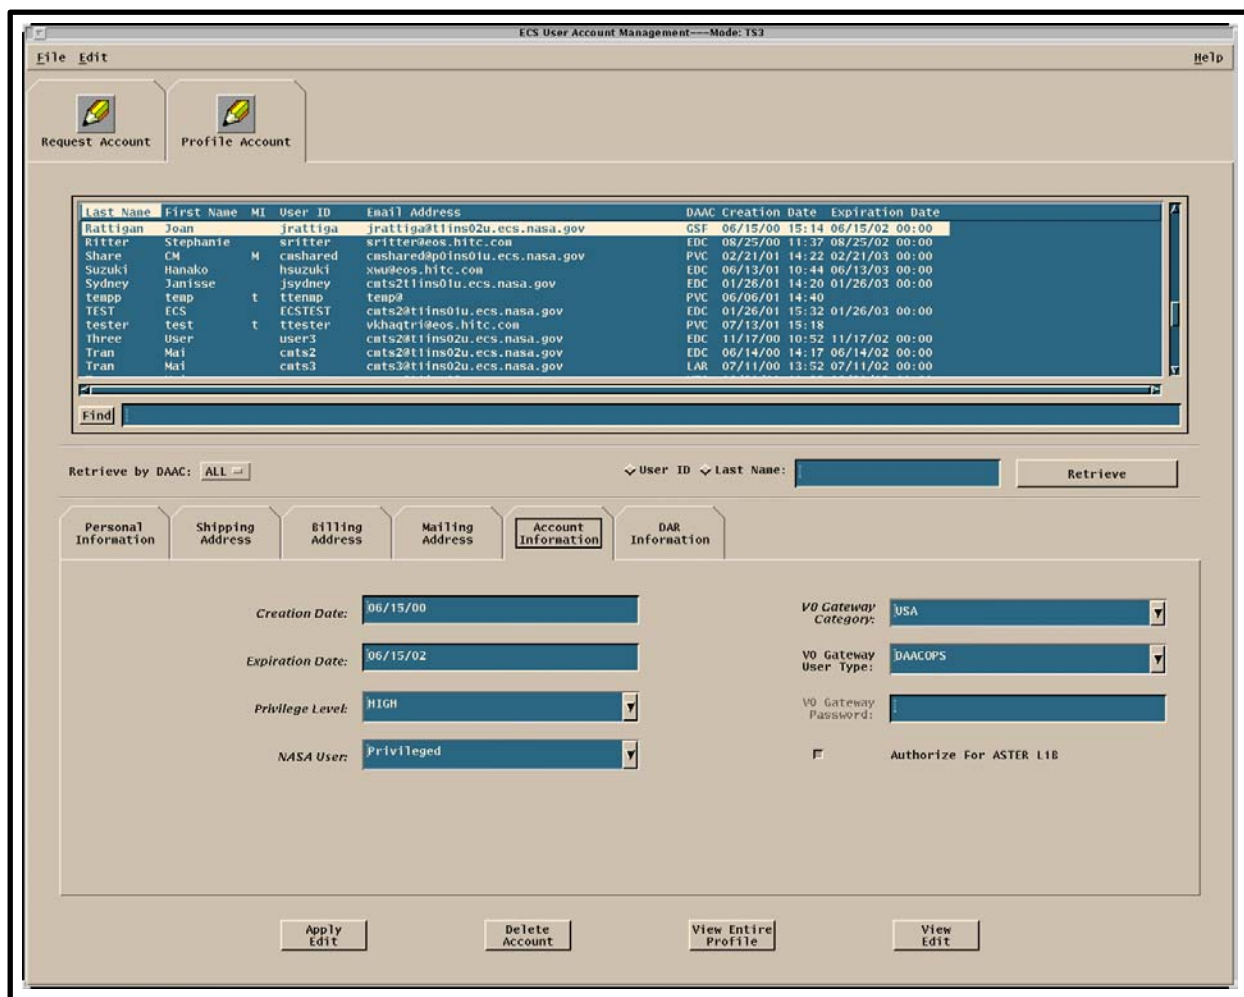 ECS User Account Management---Mode: TS3
File Edit Help
Request Account Profile Account
Last Name First Name MI User ID Email Address DAAC Creation Date Expiration Date
Rattigan Joan jrattiga jrattiga@t1ins02u.ecs.nasa.gov GSF 06/15/00 15:14 06/15/02 00:00
Ritter Stephanie sritter sritter@eos.hitc.com EDC 08/25/00 11:37 08/25/02 00:00
Share CM M cmshared cmshared@p0ins01u.ecs.nasa.gov PVC 02/21/01 14:22 02/21/03 00:00
Suzuki Hanako hsuzuki xwu@eos.hitc.com EDC 06/13/01 10:44 06/13/03 00:00
Sydney Janisse jsydney cmts2t1ins01u.ecs.nasa.gov EDC 01/26/01 14:20 01/26/03 00:00
tempp temp t ttenmp temp@ PVC 06/06/01 14:40
TEST ECS ECSTEST cmts2@t1ins01u.ecs.nasa.gov EDC 01/26/01 15:32 01/26/03 00:00
tester test t ttester vkhaqtri@eos.hitc.com PVC 07/13/01 15:18
Three User user3 cmts2@t1ins02u.ecs.nasa.gov EDC 11/17/00 10:52 11/17/02 00:00
Tran Mai cmts2 cmts2@t1ins02u.ecs.nasa.gov EDC 06/14/00 14:17 06/14/02 00:00
Tran Mai cmts3 cmts3@t1ins02u.ecs.nasa.gov LAR 07/11/00 13:52 07/11/02 00:00
Find
Retrieve by DAAC: ALL User ID Last Name: Retrieve
Personal Shipping Billing Mailing Account DAR
Information Address Address Address Information Information
Creation Date: 06/15/00
V0 Gateway
Category: USA
Expiration Date: 06/15/02
V0 Gateway
User Type: DAACOPS
Privilege Level: HIGH
V0 Gateway
Password:
NASA User: Privileged
Authorize For ASTER L1B
Apply Delete View Entire View
Edit Account Profile Edit